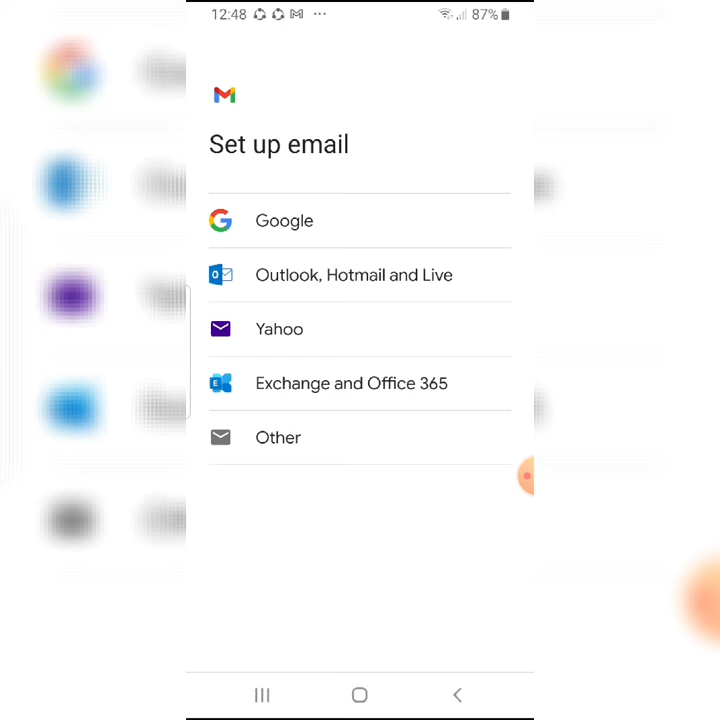 12:48 ··· 87%
Set up email
Google
Outlook, Hotmail and Live
Yahoo
Exchange and Office 365
Other